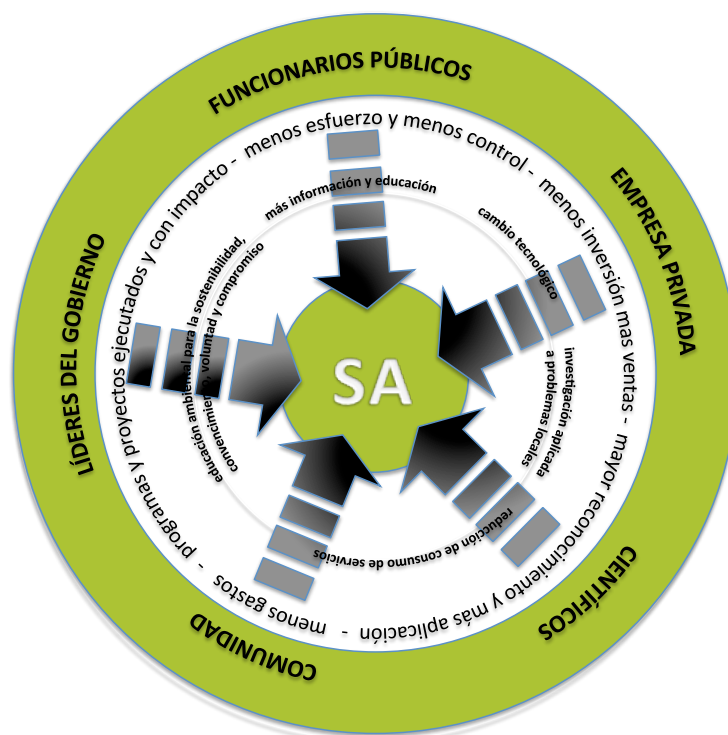 FUNCIONARIOS PÚBLICOS
EMPRESA PRIVADA
CIENTÍFICOS
COMUNIDAD
LÍDERES DEL GOBIERNO
menos esfuerzo y menos control - menos inversión mas ventas - mayor reconocimiento y más aplicación - menos gastos - programas y proyectos ejecutados y con impacto -
más información y educación
cambio tecnológico
investigación aplicada
a problemas locales
reducción de consumo de servicios
educación ambiental para la sostenibilidad,
convencimiento, voluntad y compromiso
SA